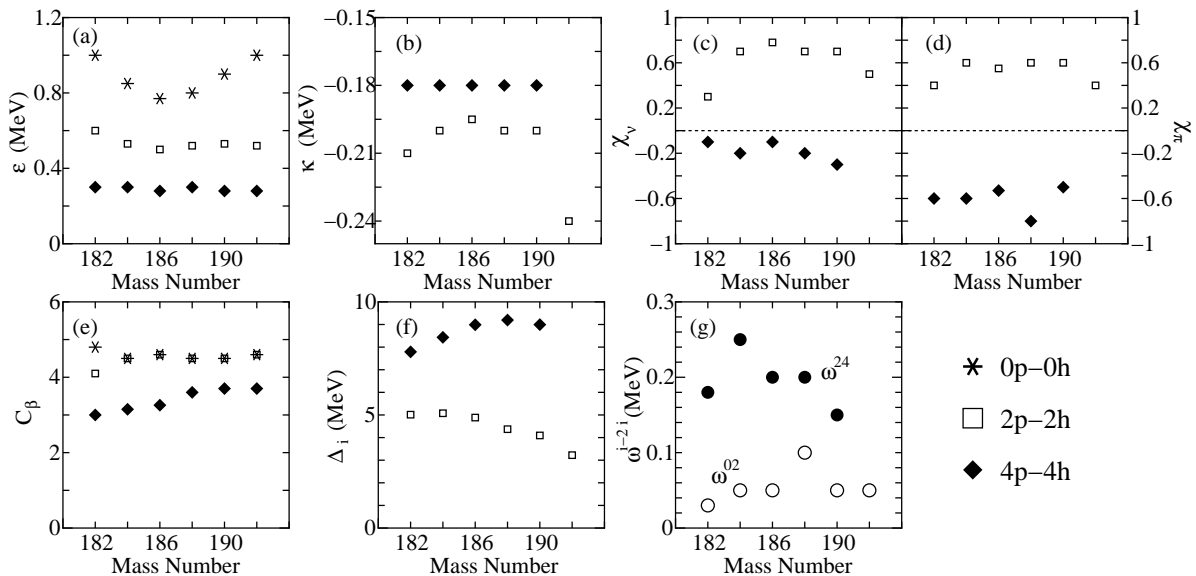 (a)
ε (MeV)
1.2
0.8
0.4
0
182 186 190
Mass Number
(b)
κ (MeV)
−0.15
−0.18
−0.21
−0.24
182 186 190
Mass Number
(c)
χν
1
0.6
0.2
−0.2
−0.6
−1
182 186 190
Mass Number
(d)
χπ
1
0.6
0.2
−0.2
−0.6
−1
182 186 190
Mass Number
(e)
Cβ
6
4
2
0
182 186 190
Mass Number
(f)
Δ i (MeV)
10
5
0
182 186 190
Mass Number
(g)
ω i−2 i (MeV)
0.3
0.2
0.1
0
ω24
ω02
182 186 190
Mass Number
0p−0h
2p−2h
4p−4h